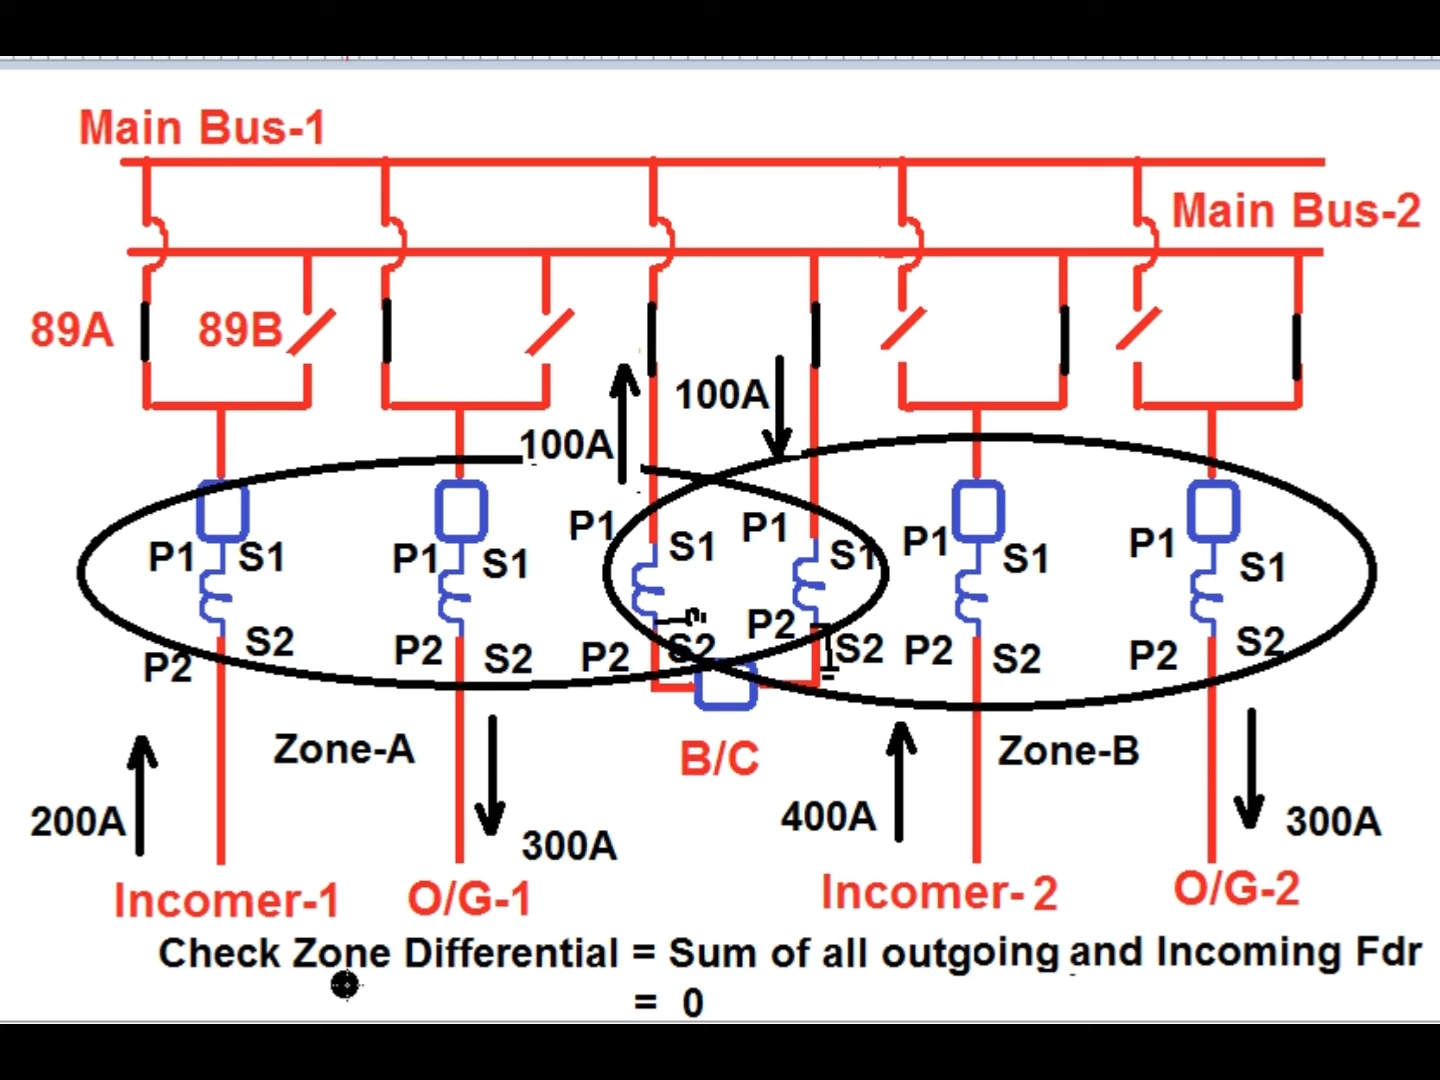 Main Bus-1
Main Bus-2
89A
89B
100A
100A
P1
S1
P1
S1
P1
S1
P1
S1
P1
S1
P1
S1
P2
S2
P2
S2
P2
S2
P2
S2
P2
S2
P2
S2
Zone-A
B/C
Zone-B
200A
300A
400A
300A
Incomer-1
O/G-1
Incomer-2
O/G-2
Check Zone Differential = Sum of all outgoing and Incoming Fdr
= 0